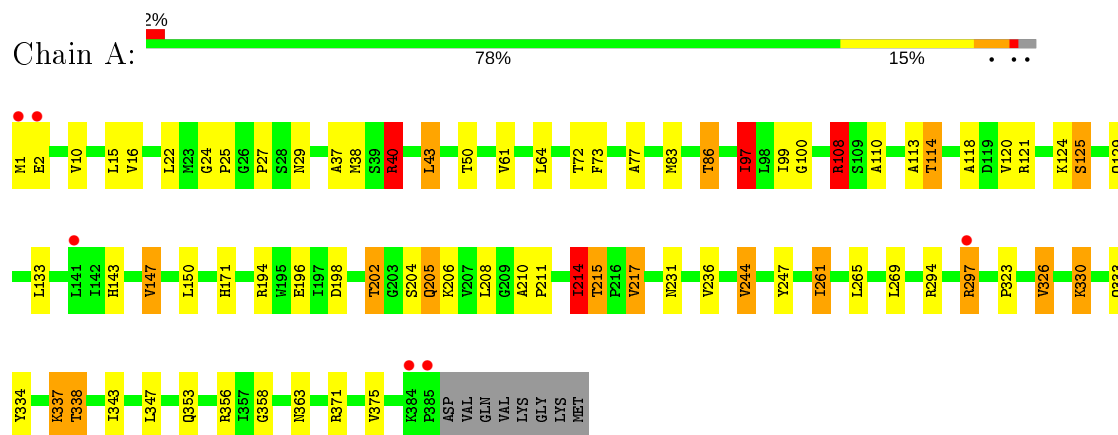 2%
Chain A:
78% 15% • • •
M1 E2 V10 L15 V16 L22 M23 G24 P25 G26 P27 S28 N29 A37 M38 S39 R40 L43 T50 V61 L64 T72 F73 A77 M83 T86 I97 L98 I99 G100 R108 S109 A110 A113 T114 A118 D119 V120 R121 K124 S125
L133 L141 I142 H143 V147 L150 H171 R194 W195 E196 I197 D198 T202 G203 S204 Q205 K206 V207 L208 G209 A210 P211 I214 T215 P216 V217 N231 V236 V244 Y247 I261 L265 L269 R294 R297 P323 V326 K330
Y334 K337 T338 I343 L347 Q353 R356 I357 G358 N363 R371 V375 K384 P385 ASP VAL GLN VAL LYS GLY LYS MET